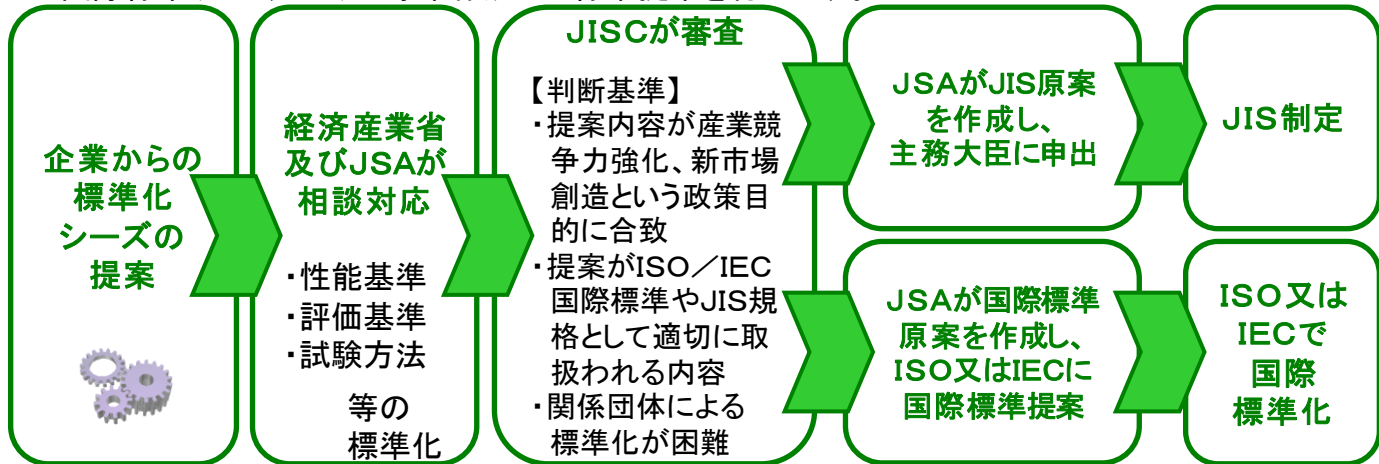 企業からの
標準化
シーズの
提案
経済産業省
及びJSAが
相談対応
・性能基準
・評価基準
・試験方法
等の
標準化
JISCが審査
【判断基準】
・提案内容が産業競
争力強化、新市場
創造という政策目
的に合致
・提案がISO／IEC
国際標準やJIS規
格として適切に取
扱われる内容
・関係団体による
標準化が困難
JSAがJIS原案
を作成し、
主務大臣に申出
JIS制定
JSAが国際標準
原案を作成し、
ISO又はIECに
国際標準提案
ISO又は
IECで
国際
標準化